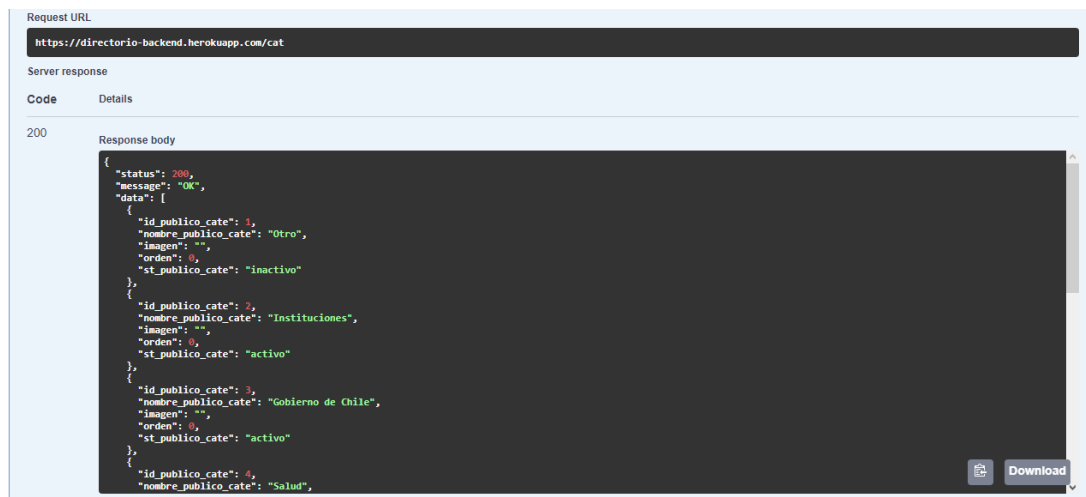 Request URL
https://directorio-backend.herokuapp.com/cat
Server response
Code Details
200
Response body
{
  "status": 200,
  "message": "OK",
  "data": [
    {
      "id_publico_cate": 1,
      "nombre_publico_cate": "Otro",
      "imagen": "",
      "orden": 0,
      "st_publico_cate": "inactivo"
    },
    {
      "id_publico_cate": 2,
      "nombre_publico_cate": "Instituciones",
      "imagen": "",
      "orden": 0,
      "st_publico_cate": "activo"
    },
    {
      "id_publico_cate": 3,
      "nombre_publico_cate": "Gobierno de Chile",
      "imagen": "",
      "orden": 0,
      "st_publico_cate": "activo"
    },
    {
      "id_publico_cate": 4,
      "nombre_publico_cate": "Salud",
Download